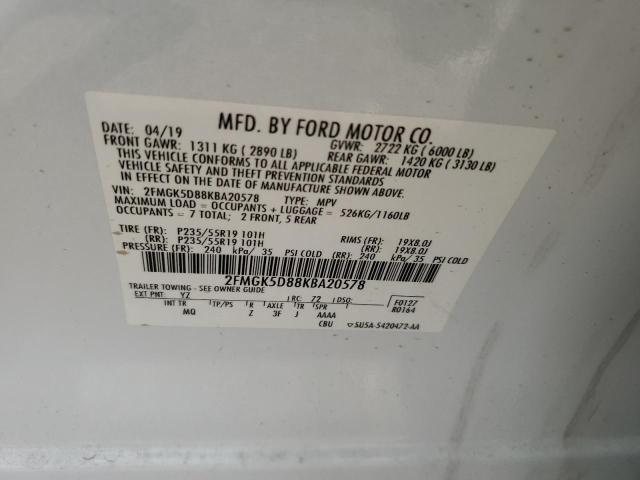 MFD. BY FORD MOTOR CO.
DATE: 04/19 GVWR: 2722 KG ( 6000 LB)
FRONT GAWR: 1311 KG ( 2890 LB) REAR GAWR: 1420 KG ( 3130 LB)
THIS VEHICLE CONFORMS TO ALL APPLICABLE FEDERAL MOTOR
VEHICLE SAFETY AND THEFT PREVENTION STANDARDS
IN EFFECT ON THE DATE OF MANUFACTURE SHOWN ABOVE.
VIN: 2FMGK5D88KBA20578 TYPE: MPV
MAXIMUM LOAD = OCCUPANTS + LUGGAGE = 526KG/1160LB
OCCUPANTS = 7 TOTAL; 2 FRONT, 5 REAR
TIRE (FR): P235/55R19 101H RIMS (FR): 19X8.0J
(RR): P235/55R19 101H (RR): 19X8.0J
PRESSURE (FR): 240 kPa/ 35 PSI COLD (RR): 240 kPa/ 35 PSI COLD
2FMGK5D88KBA20578
TRAILER TOWING - SEE OWNER GUIDE
EXT PNT: YZ RC: 72 DSO: F0127
INT TR TP/PS R AXLE TR SPR R0164
MQ Z 3F J AAAA
CBU SU5A-5420472-AA